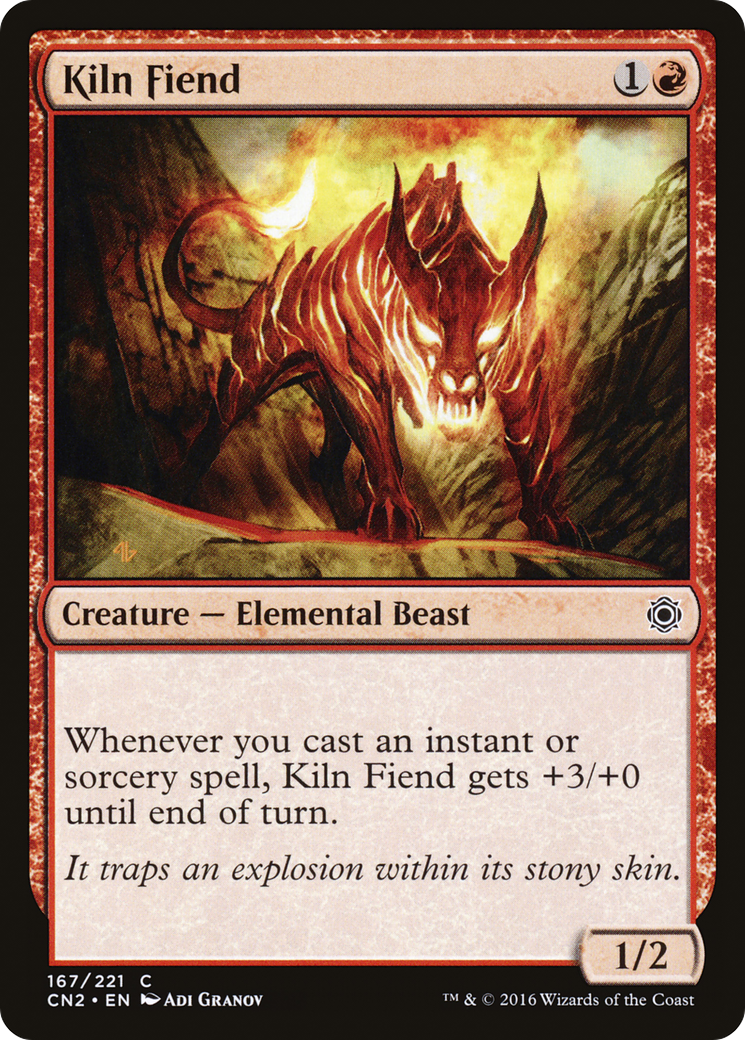 Kiln Fiend 1
Creature — Elemental Beast
Whenever you cast an instant or
sorcery spell, Kiln Fiend gets +3/+0
until end of turn.
It traps an explosion within its stony skin.
1/2
167/221 C
CN2 • EN Adi Granov
™ & © 2016 Wizards of the Coast